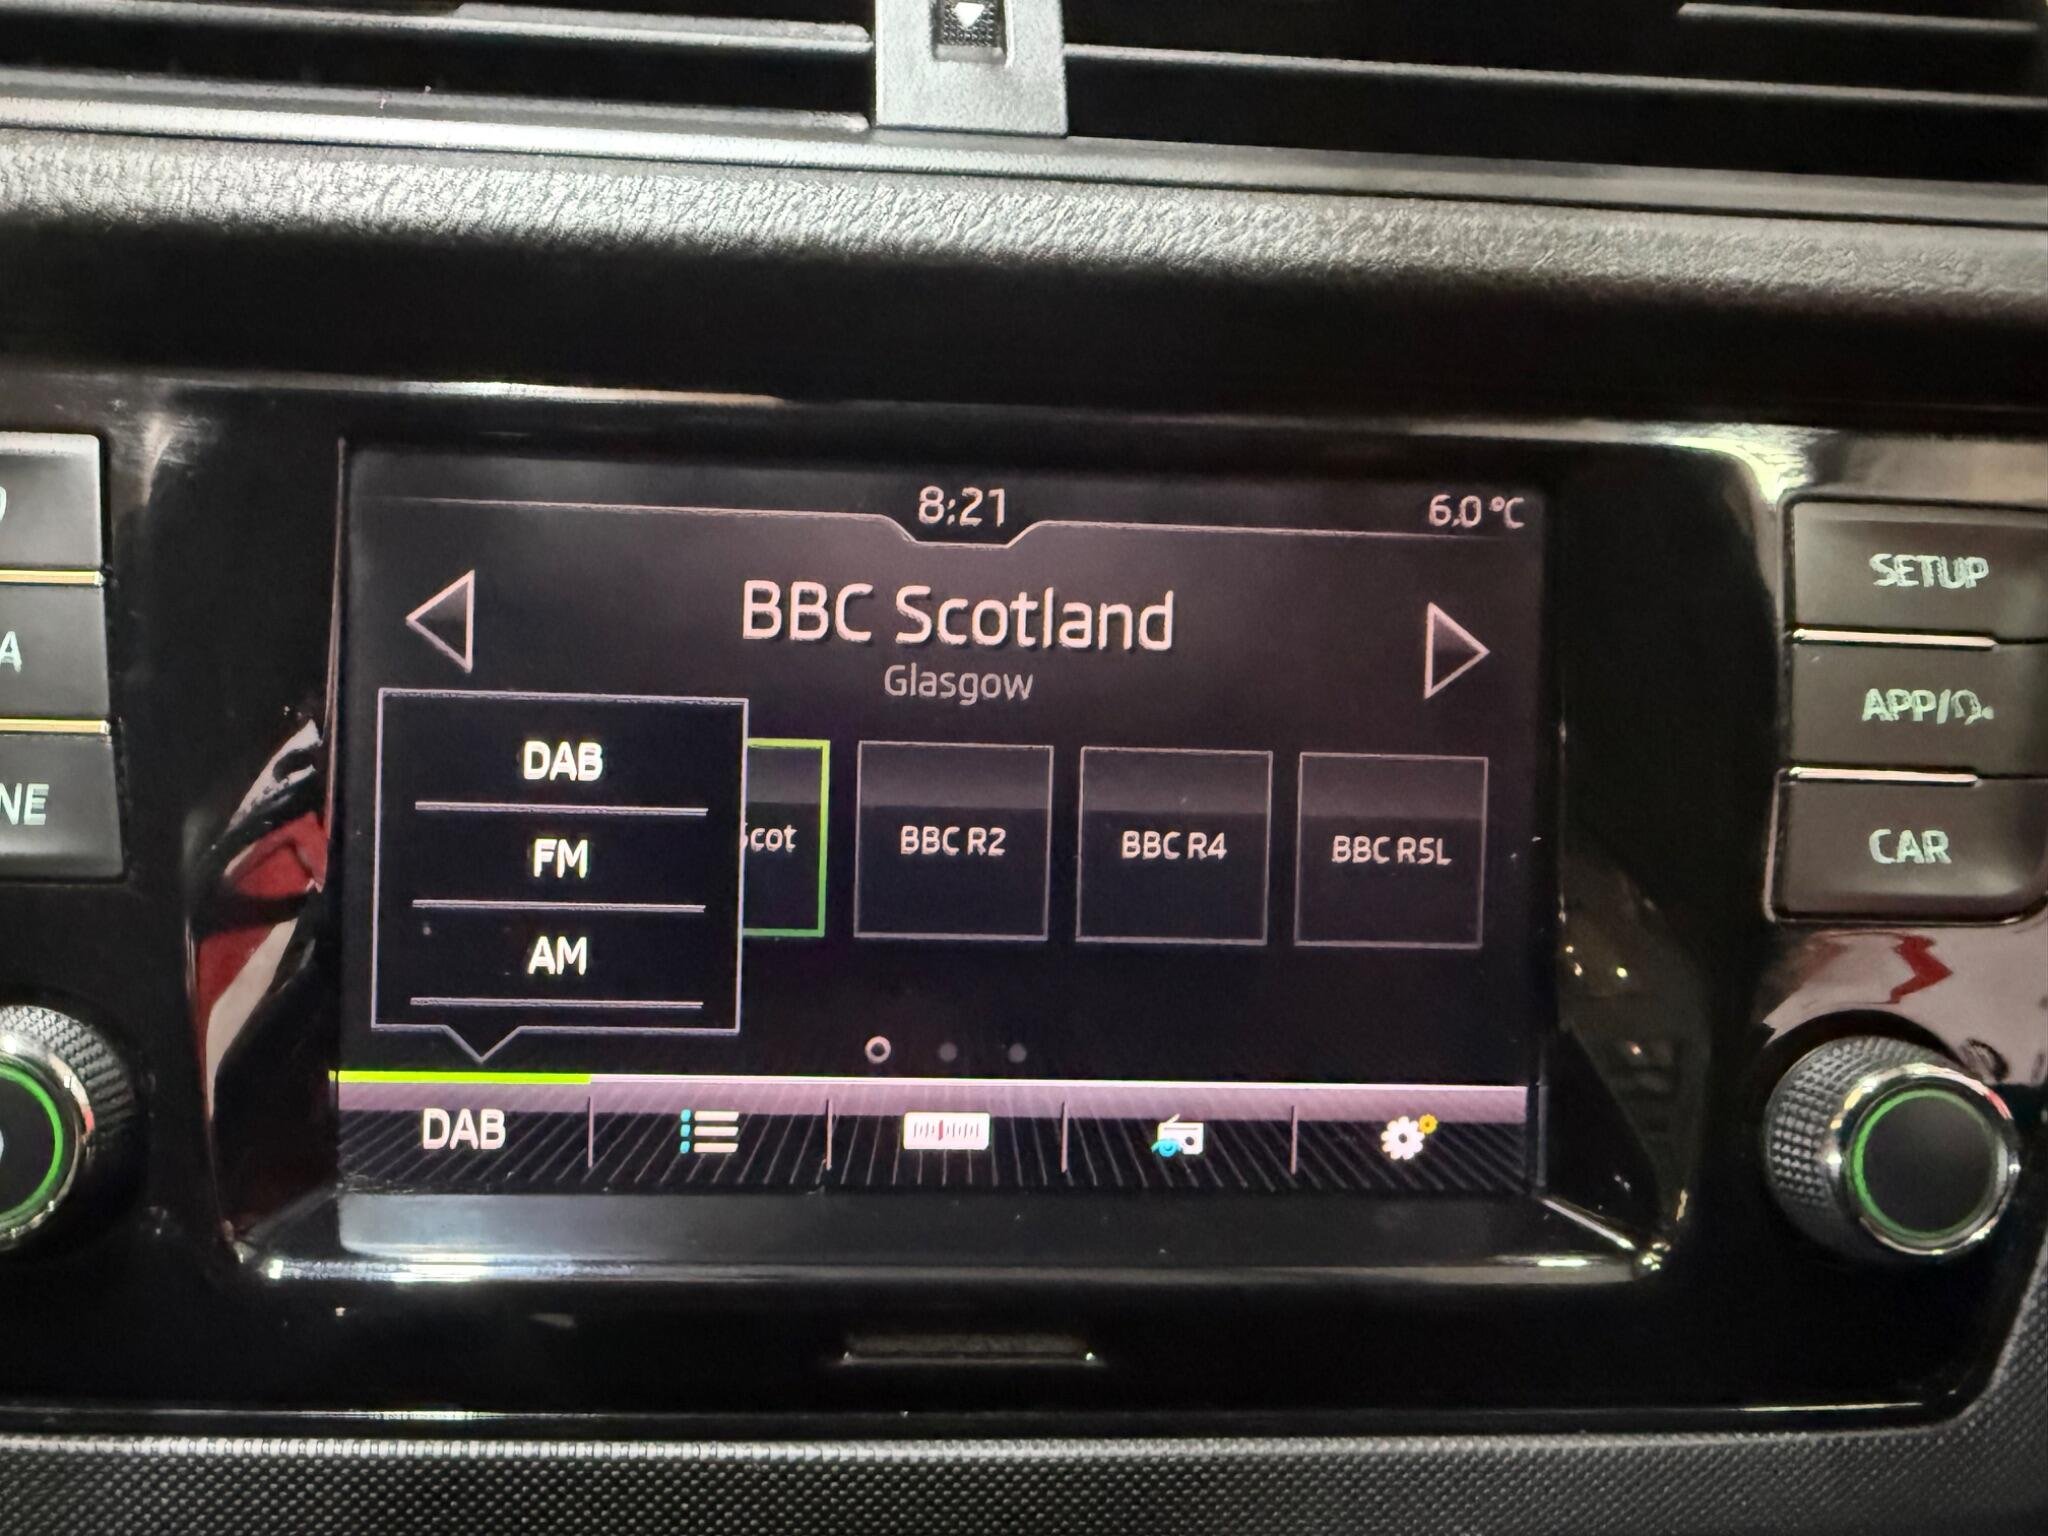 8:21
6.0 °C
BBC Scotland
Glasgow
DAB
FM
AM
Scot
BBC R2
BBC R4
BBC R5L
DAB
SETUP
APP/
CAR